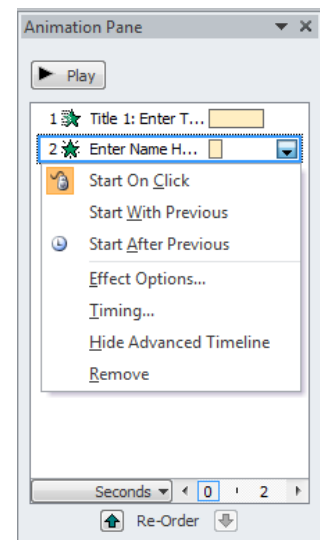 Animation Pane
Play
1 Title 1: Enter T...
2 Enter Name H...
Start On Click
Start With Previous
Start After Previous
Effect Options...
Timing...
Hide Advanced Timeline
Remove
Seconds 0 2
Re-Order